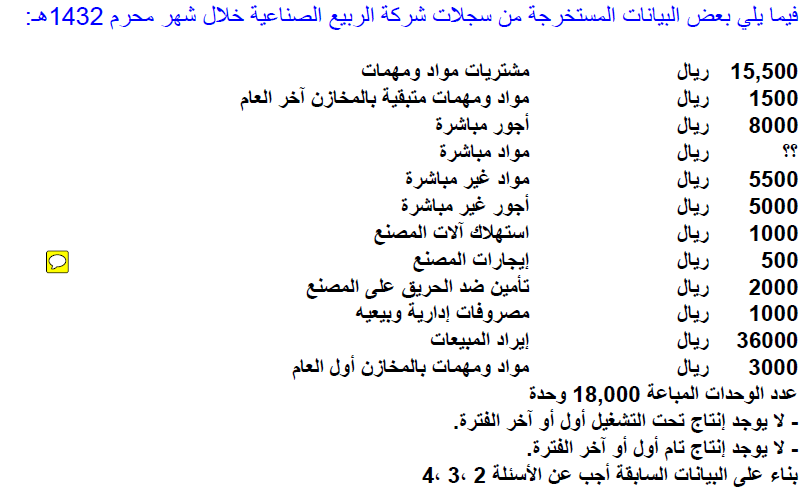 فيما يلي بعض البيانات المستخرجة من سجلات شركة الربيع الصناعية خلال شهر محرم 1432هـ:
15,500 ريال مشتريات مواد ومهمات
1500 ريال مواد ومهمات متبقية بالمخازن آخر العام
8000 ريال أجور مباشرة
؟؟ ريال مواد مباشرة
5500 ريال مواد غير مباشرة
5000 ريال أجور غير مباشرة
1000 ريال استهلاك آلات المصنع
500 ريال إيجارات المصنع
2000 ريال تأمين ضد الحريق على المصنع
1000 ريال مصروفات إدارية وبيعيه
36000 ريال إيراد المبيعات
3000 ريال مواد ومهمات بالمخازن أول العام
عدد الوحدات المباعة 18,000 وحدة
- لا يوجد إنتاج تحت التشغيل أول أو آخر الفترة.
- لا يوجد إنتاج تام أول أو آخر الفترة.
بناء على البيانات السابقة أجب عن الأسئلة 2 ،3 ،4